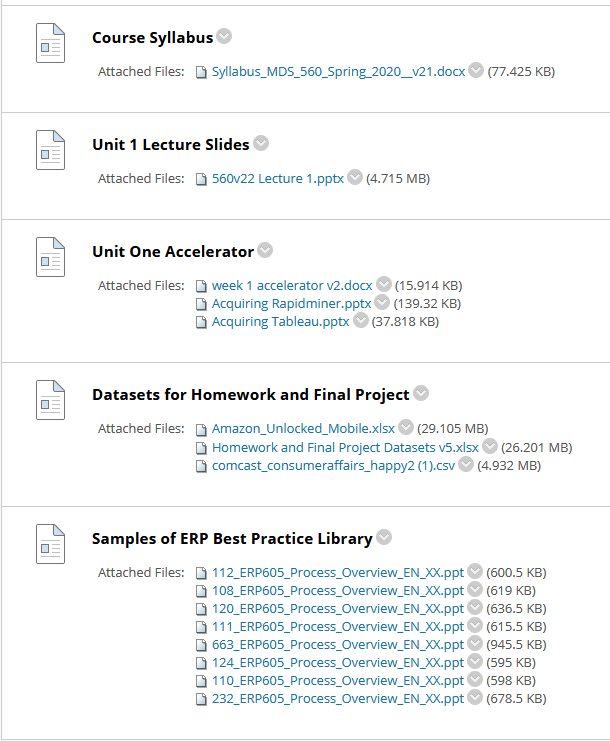 Course Syllabus
Attached Files: Syllabus_MDS_560_Spring_2020__v21.docx (77.425 KB)
Unit 1 Lecture Slides
Attached Files: 560v22 Lecture 1.pptx (4.715 MB)
Unit One Accelerator
Attached Files: week 1 accelerator v2.docx (15.914 KB)
Acquiring Rapidminer.pptx (139.32 KB)
Acquiring Tableau.pptx (37.818 KB)
Datasets for Homework and Final Project
Attached Files: Amazon_Unlocked_Mobile.xlsx (29.105 MB)
Homework and Final Project Datasets v5.xlsx (26.201 MB)
comcast_consumeraffairs_happy2 (1).csv (4.932 MB)
Samples of ERP Best Practice Library
Attached Files: 112_ERP605_Process_Overview_EN_XX.ppt (600.5 KB)
108_ERP605_Process_Overview_EN_XX.ppt (619 KB)
120_ERP605_Process_Overview_EN_XX.ppt (636.5 KB)
111_ERP605_Process_Overview_EN_XX.ppt (615.5 KB)
663_ERP605_Process_Overview_EN_XX.ppt (945.5 KB)
124_ERP605_Process_Overview_EN_XX.ppt (595 KB)
110_ERP605_Process_Overview_EN_XX.ppt (598 KB)
232_ERP605_Process_Overview_EN_XX.ppt (678.5 KB)